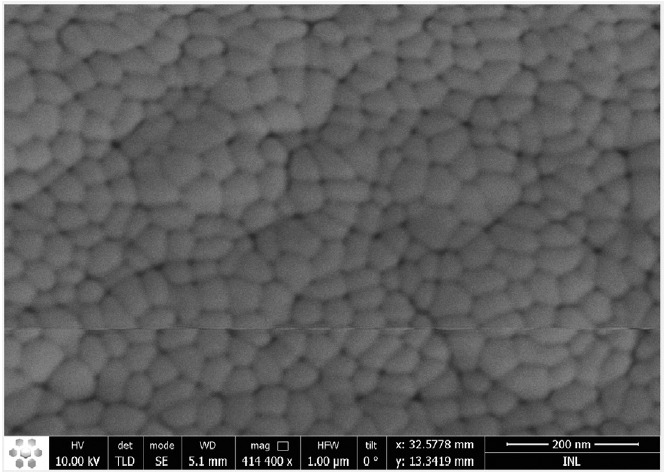 HV det mode WD mag □ HFW tilt x: 32.5778 mm 200 nm
10.00 kV TLD SE 5.1 mm 414 400 x 1.00 µm 0 ° y: 13.3419 mm INL